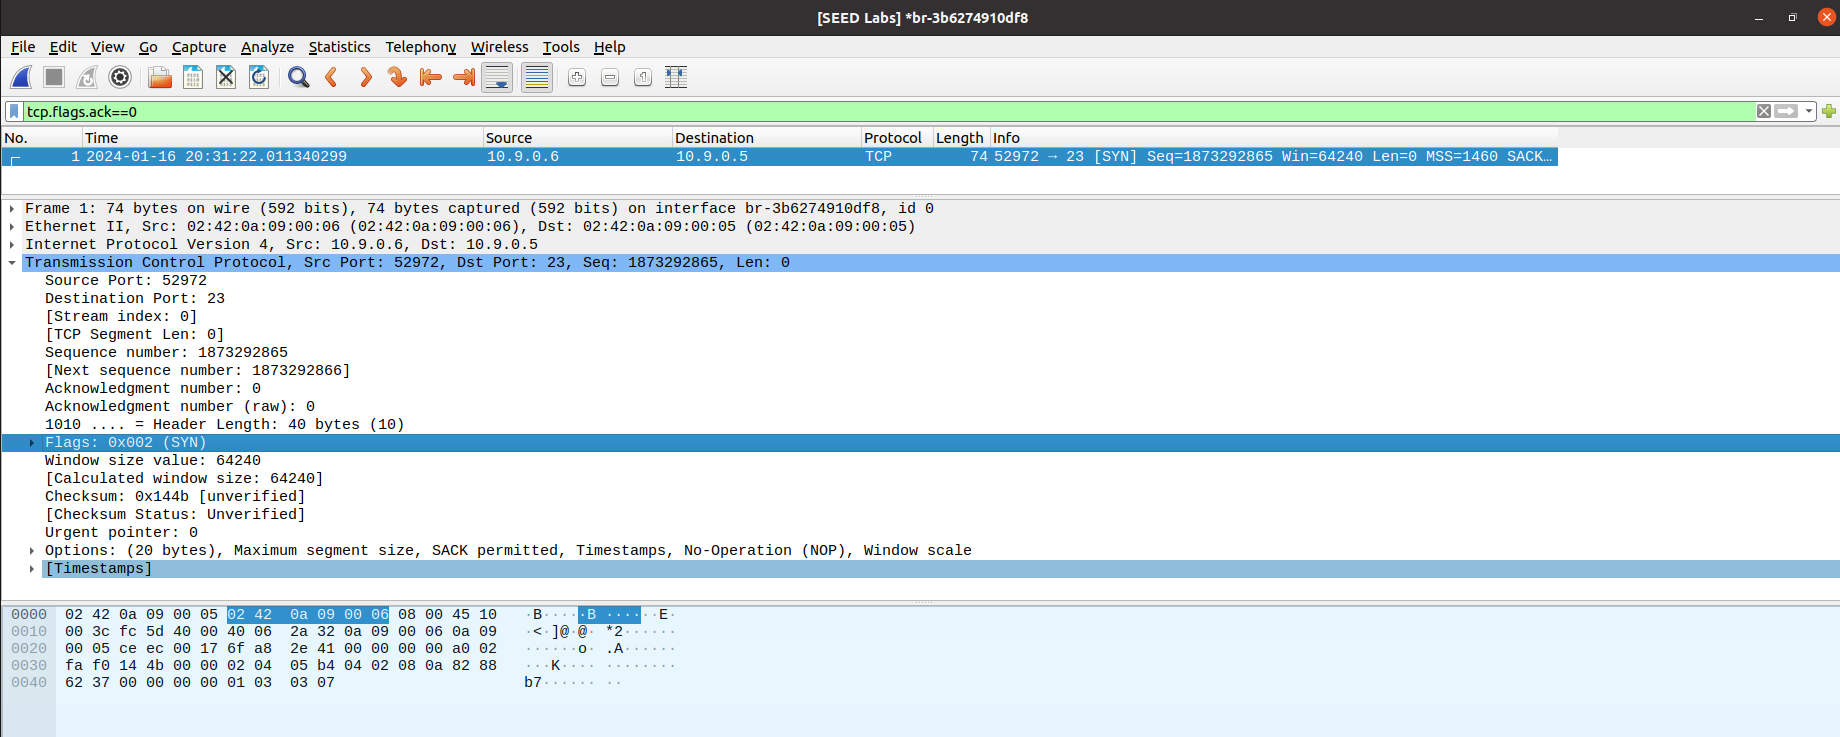 [SEED Labs] *br-3b6274910df8
File Edit View Go Capture Analyze Statistics Telephony Wireless Tools Help
tcp.flags.ack==0
No. Time Source Destination Protocol Length Info
1 2024-01-16 20:31:22.011340299 10.9.0.6 10.9.0.5 TCP 74 52972 → 23 [SYN] Seq=1873292865 Win=64240 Len=0 MSS=1460 SACK…
Frame 1: 74 bytes on wire (592 bits), 74 bytes captured (592 bits) on interface br-3b6274910df8, id 0
Ethernet II, Src: 02:42:0a:09:00:06 (02:42:0a:09:00:06), Dst: 02:42:0a:09:00:05 (02:42:0a:09:00:05)
Internet Protocol Version 4, Src: 10.9.0.6, Dst: 10.9.0.5
Transmission Control Protocol, Src Port: 52972, Dst Port: 23, Seq: 1873292865, Len: 0
Source Port: 52972
Destination Port: 23
[Stream index: 0]
[TCP Segment Len: 0]
Sequence number: 1873292865
[Next sequence number: 1873292866]
Acknowledgment number: 0
Acknowledgment number (raw): 0
1010 .... = Header Length: 40 bytes (10)
Flags: 0x002 (SYN)
Window size value: 64240
[Calculated window size: 64240]
Checksum: 0x144b [unverified]
[Checksum Status: Unverified]
Urgent pointer: 0
Options: (20 bytes), Maximum segment size, SACK permitted, Timestamps, No-Operation (NOP), Window scale
[Timestamps]
0000 02 42 0a 09 00 05 02 42 0a 09 00 06 08 00 45 10 ·B·····B ······E·
0010 00 3c fc 5d 40 00 40 06 2a 32 0a 09 00 06 0a 09 ·<·]@·@· *2······
0020 00 05 ce ec 00 17 6f a8 2e 41 00 00 00 00 a0 02 ······o· .A······
0030 fa f0 14 4b 00 00 02 04 05 b4 04 02 08 0a 82 88 ···K···· ········
0040 62 37 00 00 00 00 01 03 03 07 b7······ ··